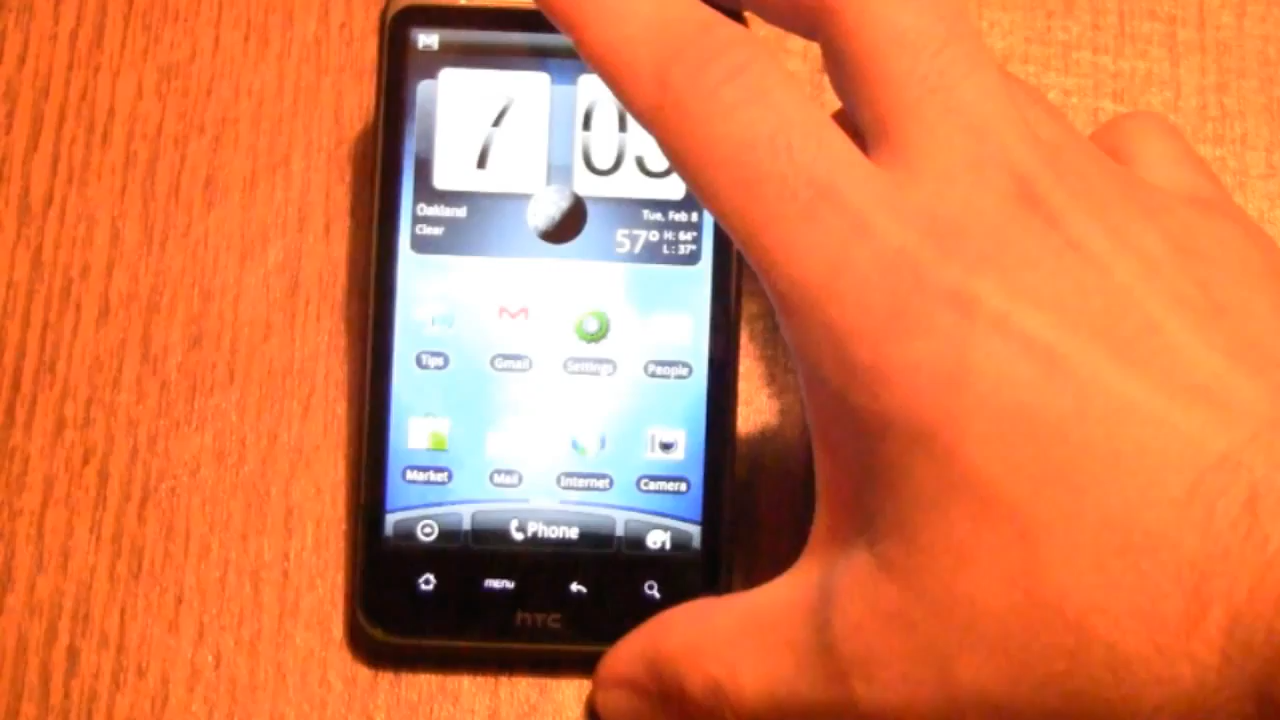 7 03
Oakland
Tue, Feb 8
Clear
57° H: 64°
L: 37°
Tips Gmail Settings People
Market Mail Internet Camera
Phone
menu
hTC